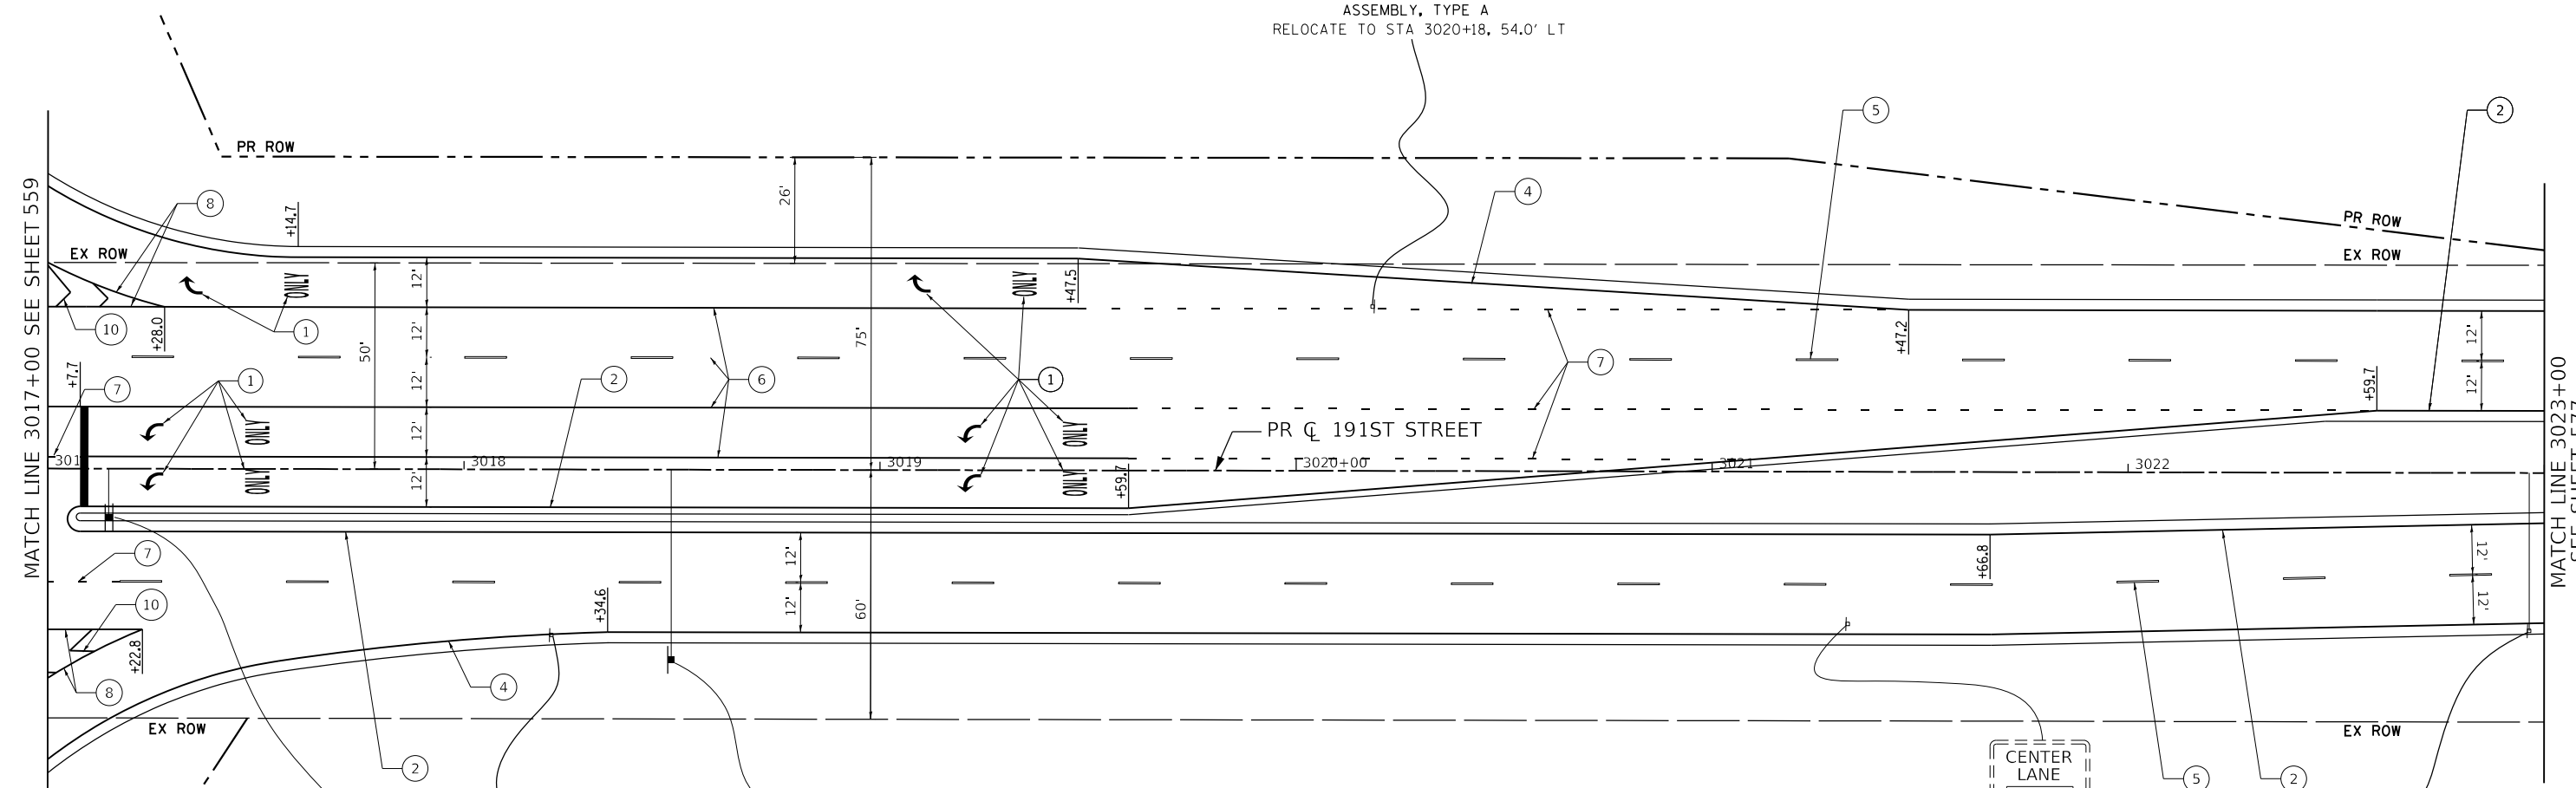 ASSEMBLY, TYPE A
RELOCATE TO STA 3020+18, 54.0' LT
5
2
PR ROW
4
8
26'
+14.7
PR ROW
EX ROW
EX ROW
MATCH LINE 3017+00 SEE SHEET 559
12'
ONLY
ONLY
+47.5
10
+28.0
1
12'
50'
75'
+47.2
12'
7
+7.7
7
1
12'
2
6
1
12'
+59.7
MATCH LINE 3023+00
ONLY
12'
ONLY
PR CL 191ST STREET
301
3018
3019
3020+00
3021
3022
ONLY
12'
ONLY
+59.7
7
12'
+66.8
12'
10
+34.6
12'
60'
12'
+22.8
8
4
EX ROW
EX ROW
2
CENTER
LANE
5
2